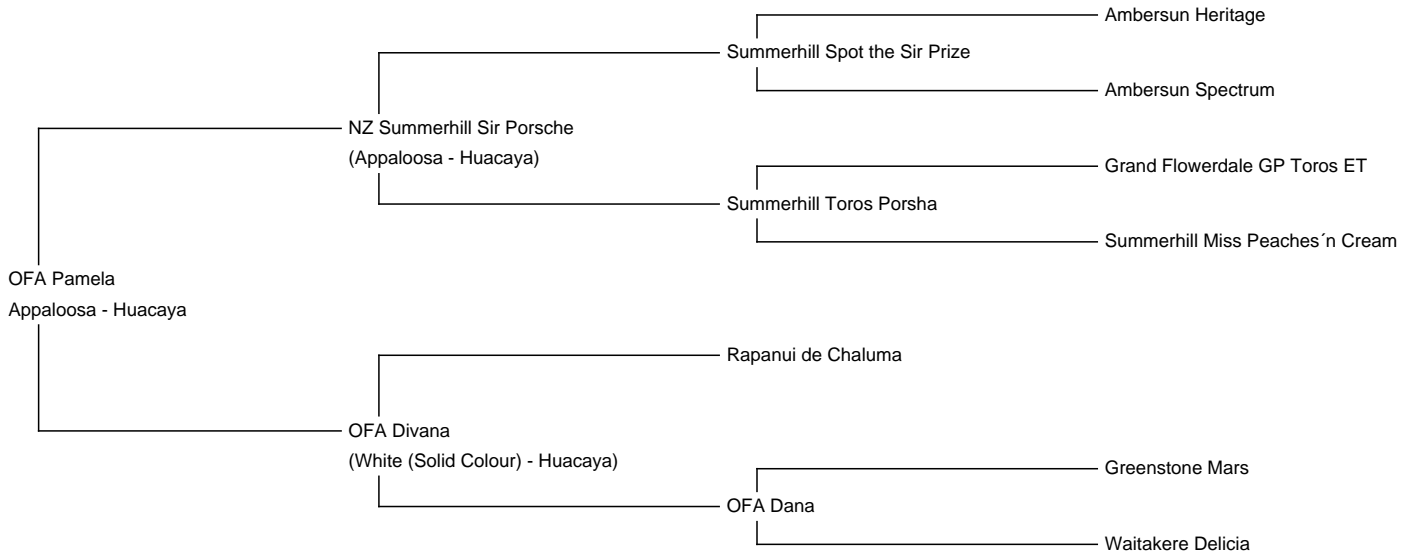 Ambersun Heritage
Summerhill Spot the Sir Prize
Ambersun Spectrum
NZ Summerhill Sir Porsche
(Appaloosa - Huacaya)
Grand Flowerdale GP Toros ET
Summerhill Toros Porsha
Summerhill Miss Peaches´n Cream
OFA Pamela
Appaloosa - Huacaya
Rapanui de Chaluma
OFA Divana
(White (Solid Colour) - Huacaya)
Greenstone Mars
OFA Dana
Waitakere Delicia